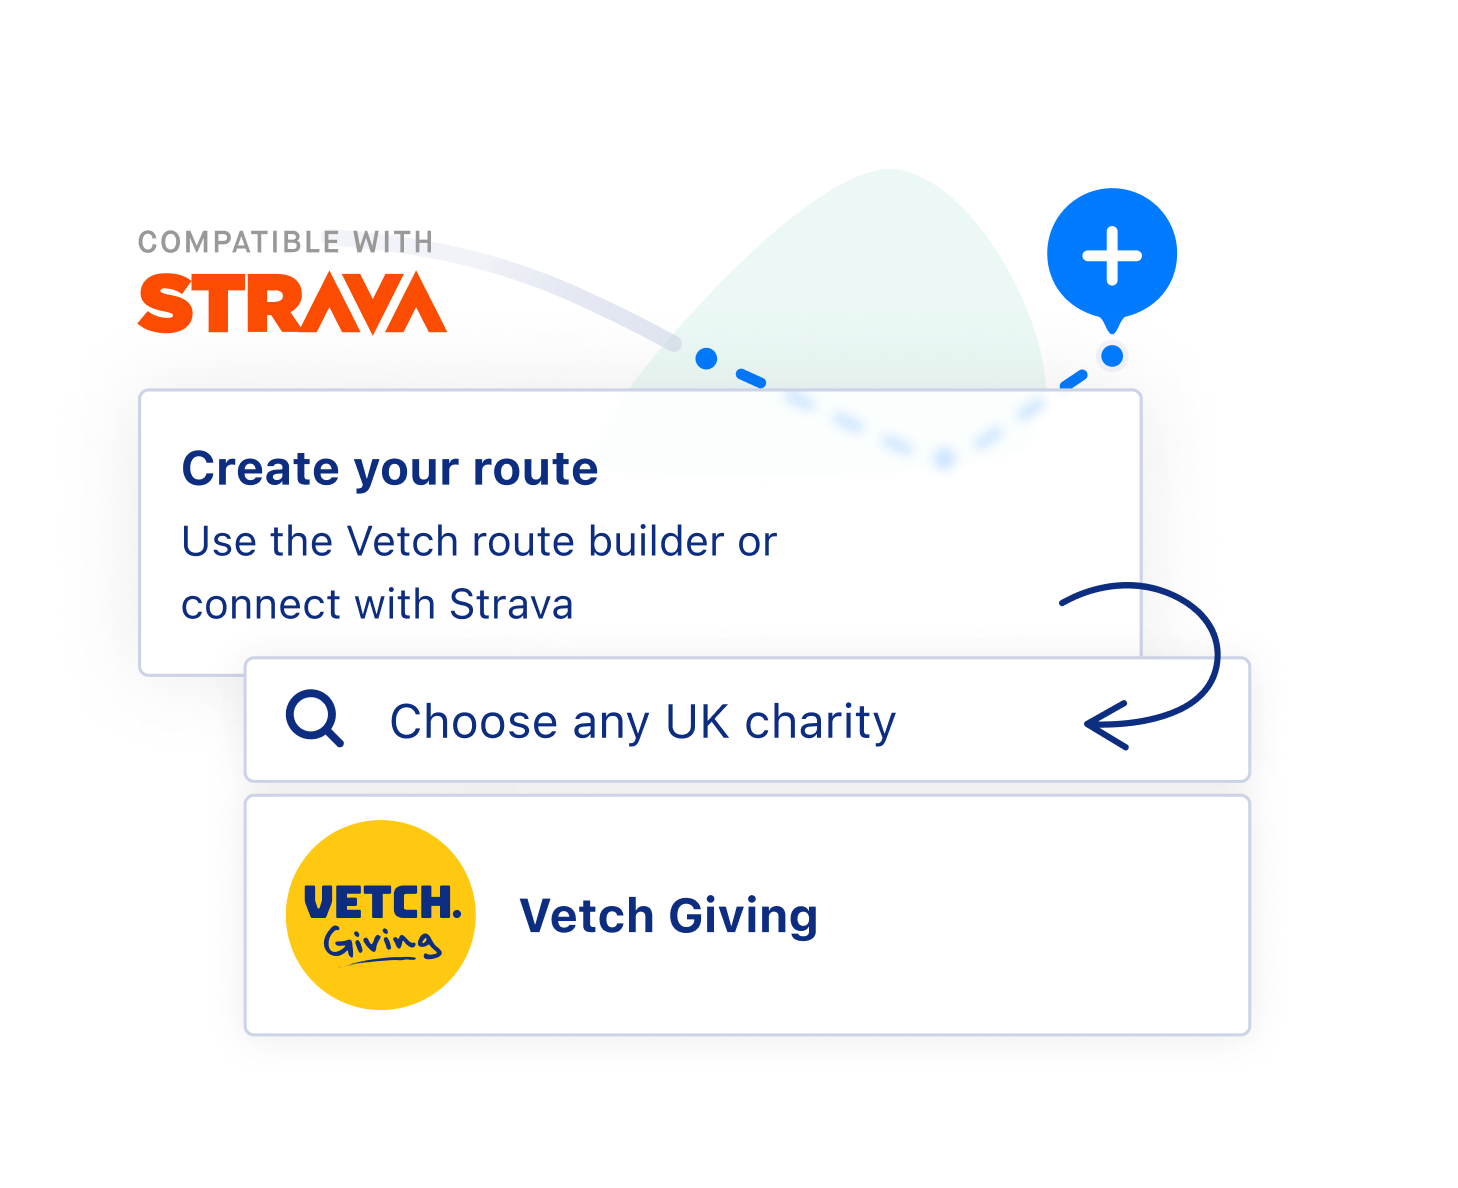 COMPATIBLE WITH
STRAVA
Create your route
Use the Vetch route builder or
connect with Strava
Choose any UK charity
VETCH.
Giving
Vetch Giving